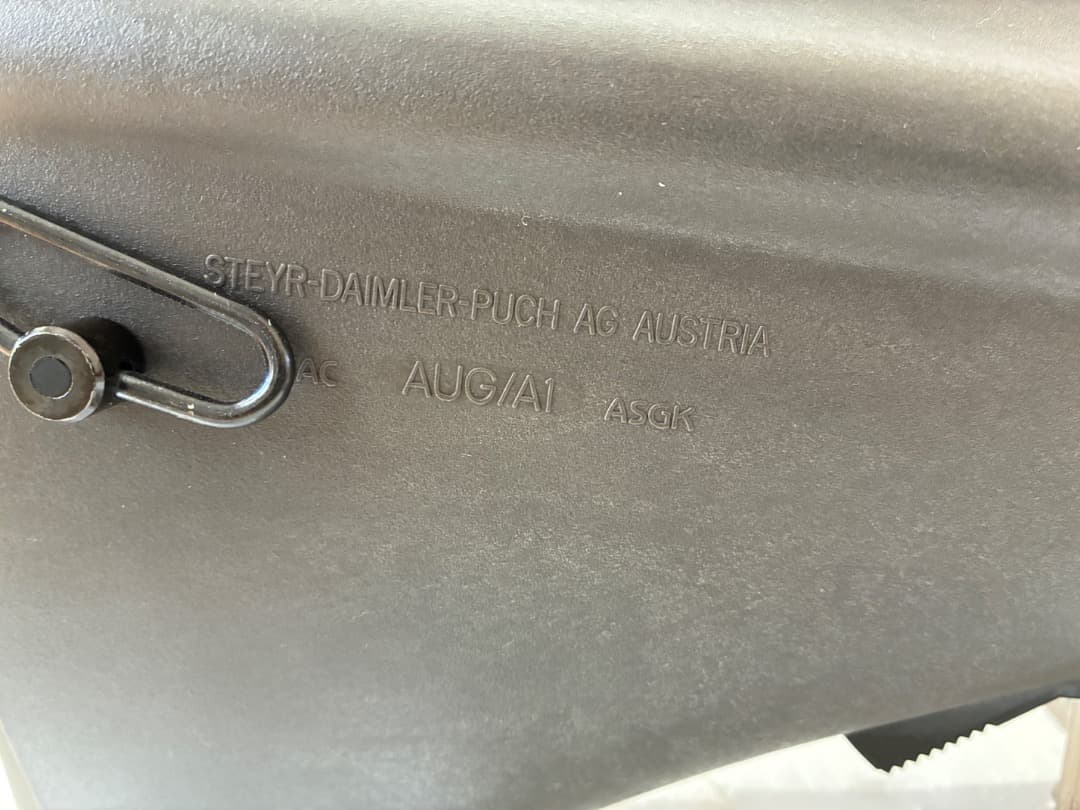 STEYR-DAIMLER-PUCH AG AUSTRIA
AC AUG/A1 ASGK